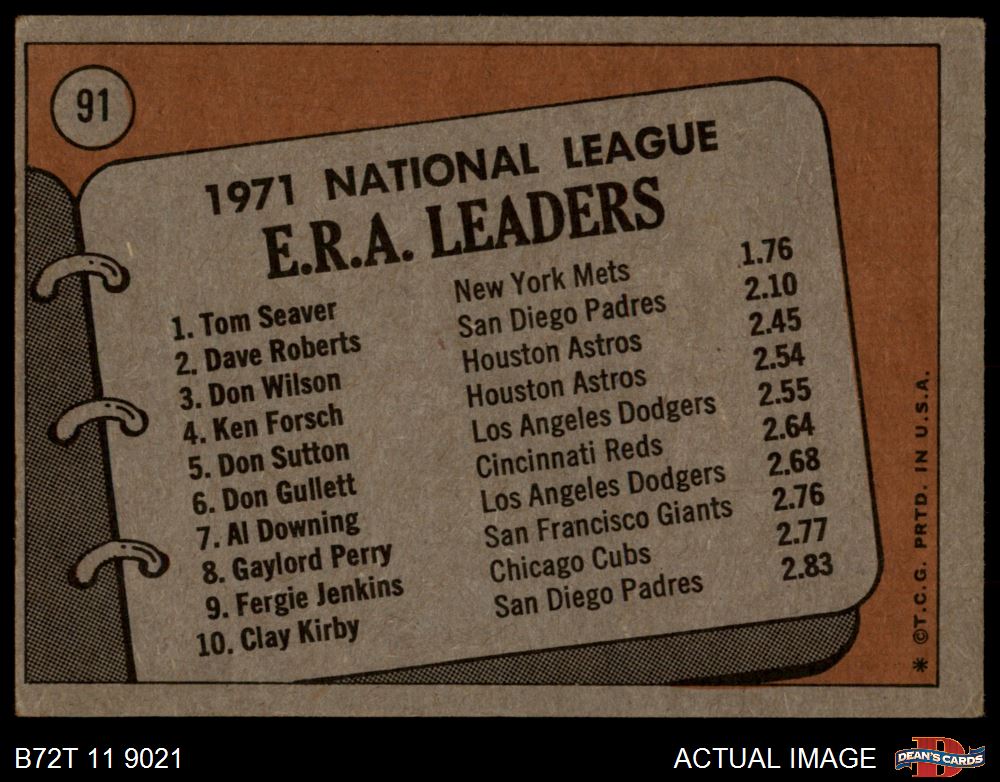 91
1971 NATIONAL LEAGUE
E.R.A. LEADERS
1. Tom Seaver New York Mets 1.76
2. Dave Roberts San Diego Padres 2.10
3. Don Wilson Houston Astros 2.45
4. Ken Forsch Houston Astros 2.54
5. Don Sutton Los Angeles Dodgers 2.55
6. Don Gullett Cincinnati Reds 2.64
7. Al Downing Los Angeles Dodgers 2.68
8. Gaylord Perry San Francisco Giants 2.76
9. Fergie Jenkins Chicago Cubs 2.77
10. Clay Kirby San Diego Padres 2.83
* ©T.C.G. PRTD. IN U.S.A.
B72T 11 9021
ACTUAL IMAGE
D
DEAN'S CARDS